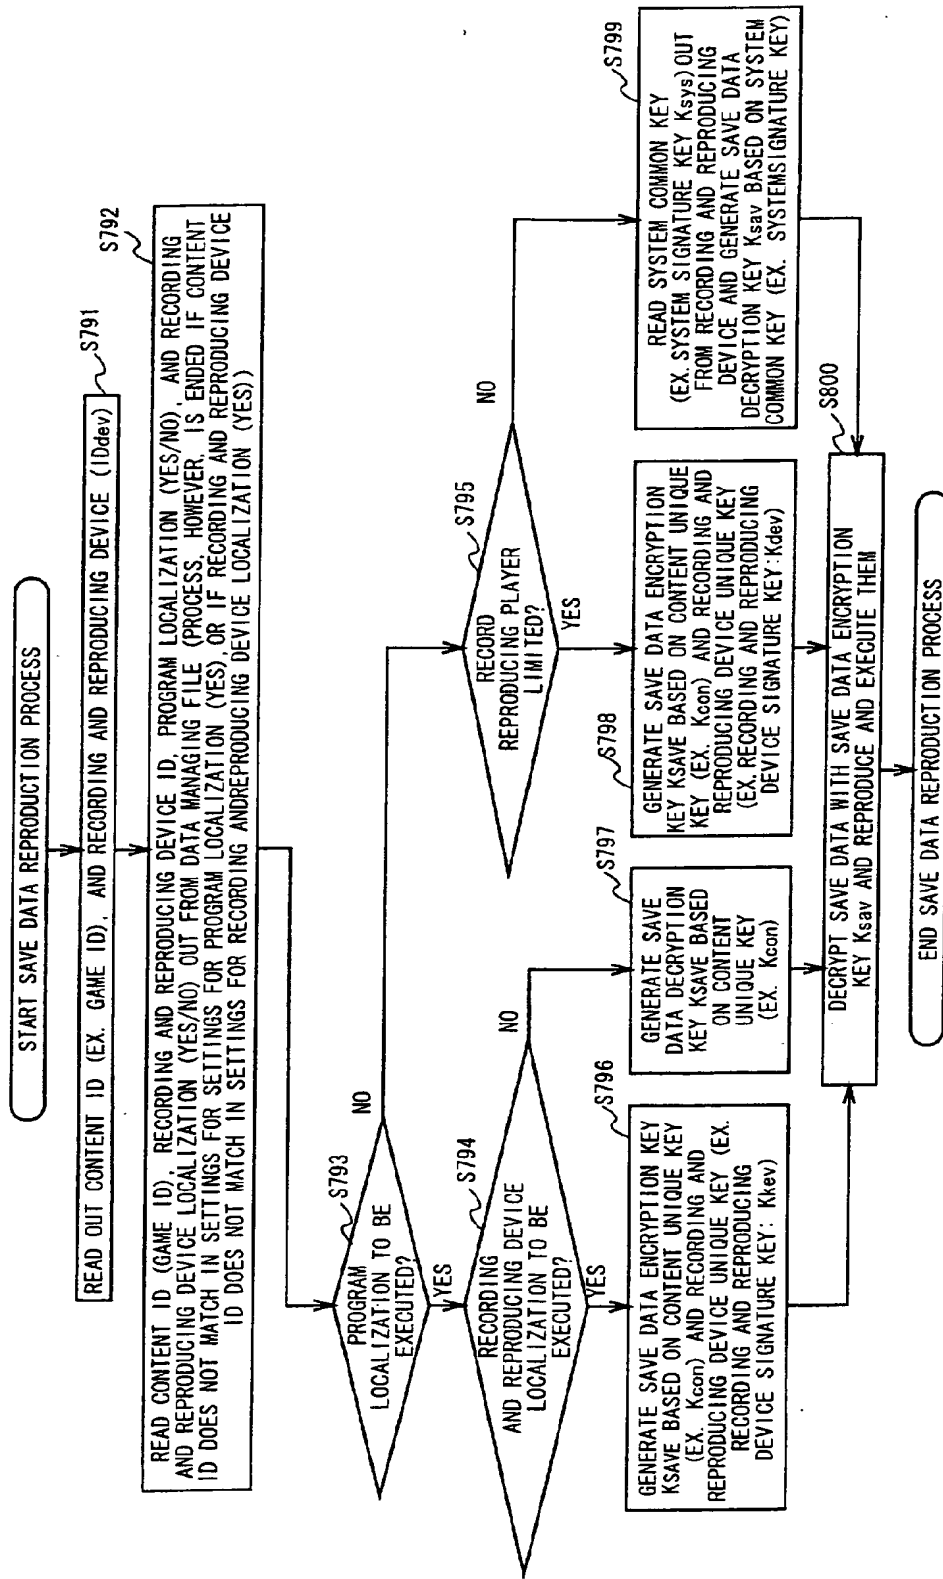 START SAVE DATA REPRODUCTION PROCESS
S791
READ OUT CONTENT ID (EX. GAME ID), AND RECORDING AND REPRODUCING DEVICE (IDdev)
S792
READ CONTENT ID (GAME ID), RECORDING AND REPRODUCING DEVICE ID, PROGRAM LOCALIZATION (YES/NO), AND RECORDING
AND REPRODUCING DEVICE LOCALIZATION (YES/NO) OUT FROM DATA MANAGING FILE (PROCESS, HOWEVER, IS ENDED IF CONTENT
ID DOES NOT MATCH IN SETTINGS FOR SETTINGS FOR PROGRAM LOCALIZATION (YES), OR IF RECORDING AND REPRODUCING DEVICE
ID DOES NOT MATCH IN SETTINGS FOR RECORDING ANDREPRODUCING DEVICE LOCALIZATION (YES))
S793
PROGRAM
LOCALIZATION TO BE
EXECUTED?
NO
YES
S794
RECORDING
AND REPRODUCING DEVICE
LOCALIZATION TO BE
EXECUTED?
NO
YES
S795
RECORD
REPRODUCING PLAYER
LIMITED?
NO
YES
S796
GENERATE SAVE DATA ENCRYPTION KEY
KSAVE BASED ON CONTENT UNIQUE KEY
(EX. Kcon) AND RECORDING AND
REPRODUCING DEVICE UNIQUE KEY (EX.
RECORDING AND REPRODUCING
DEVICE SIGNATURE KEY: Kkev)
S797
GENERATE SAVE
DATA DECRYPTION
KEY KSAVE BASED
ON CONTENT
UNIQUE KEY
(EX. Kcon)
S798
GENERATE SAVE DATA ENCRYPTION
KEY KSAVE BASED ON CONTENT UNIQUE
KEY (EX. Kcon) AND RECORDING AND
REPRODUCING DEVICE UNIQUE KEY
(EX. RECORDING AND REPRODUCING
DEVICE SIGNATURE KEY:Kdev)
S799
READ SYSTEM COMMON KEY
(EX. SYSTEM SIGNATURE KEY Ksys)OUT
FROM RECORDING AND REPRODUCING
DEVICE AND GENERATE SAVE DATA
DECRYPTION KEY Ksav BASED ON SYSTEM
COMMON KEY (EX. SYSTEMSIGNATURE KEY)
S800
DECRYPT SAVE DATA WITH SAVE DATA ENCRYPTION
KEY Ksav AND REPRODUCE AND EXECUTE THEM
END SAVE DATA REPRODUCTION PROCESS